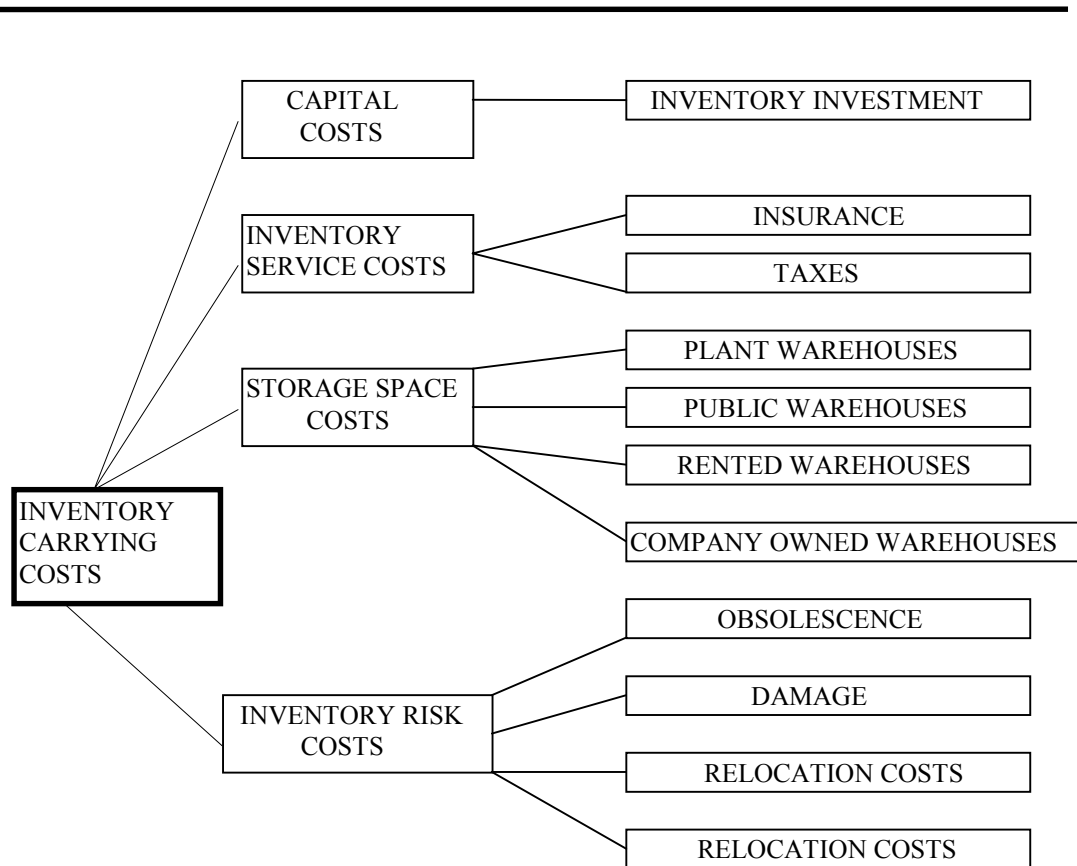 CAPITAL
COSTS
INVENTORY INVESTMENT
INVENTORY
SERVICE COSTS
INSURANCE
TAXES
STORAGE SPACE
COSTS
PLANT WAREHOUSES
PUBLIC WAREHOUSES
RENTED WAREHOUSES
COMPANY OWNED WAREHOUSES
INVENTORY
CARRYING
COSTS
INVENTORY RISK
COSTS
OBSOLESCENCE
DAMAGE
RELOCATION COSTS
RELOCATION COSTS